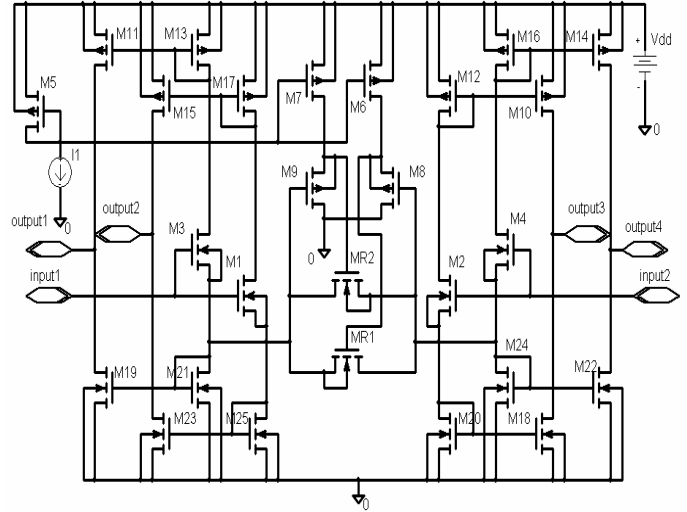 M11
M13
M16
M14
Vdd
+
-
0
M5
M15
M17
M7
M6
M12
M10
I1
0
M9
M8
output1
output2
M3
M4
output3
output4
0
input1
M1
MR2
M2
input2
MR1
M19
M21
M24
M22
M23
M25
M20
M18
0